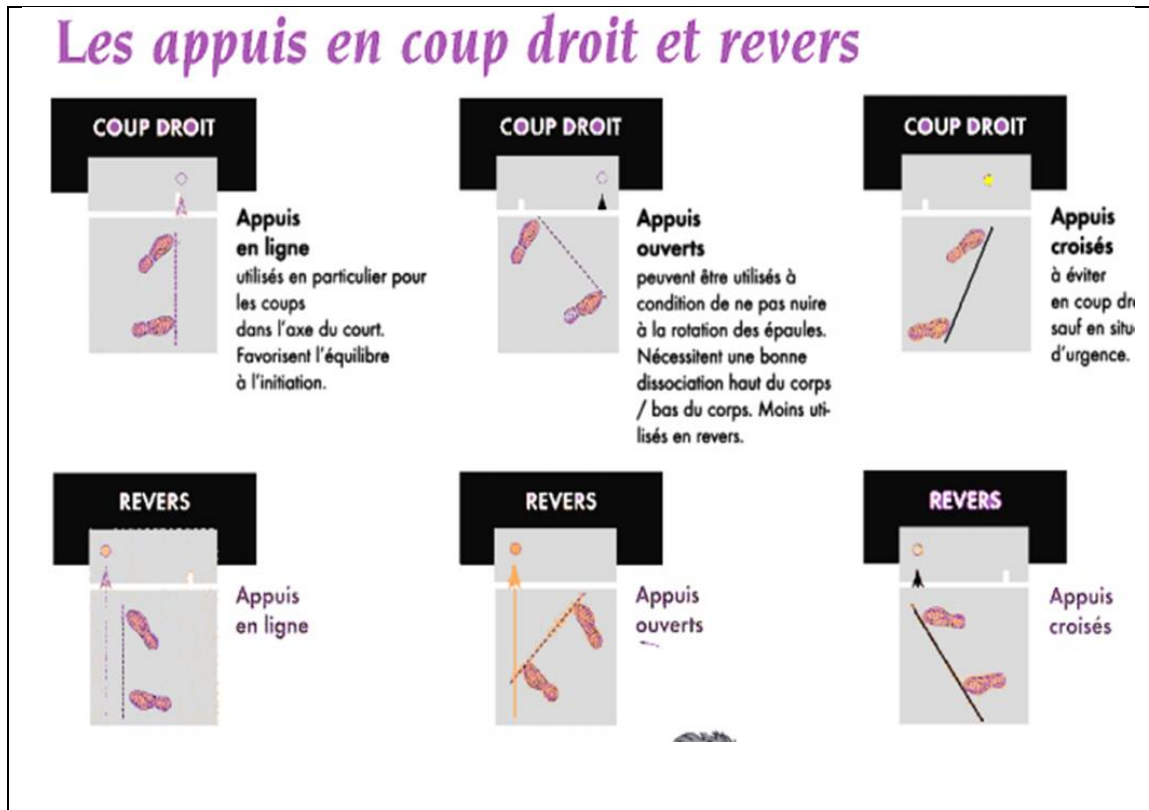 Les appuis en coup droit et revers
COUP DROIT
Appuis
en ligne
utilisés en particulier pour
les coups
dans l'axe du court.
Favorisent l'équilibre
à l'initiation.
COUP DROIT
Appuis
ouverts
peuvent être utilisés à
condition de ne pas nuire
à la rotation des épaules.
Nécessitent une bonne
dissociation haut du corps
/ bas du corps. Moins uti-
lisés en revers.
COUP DROIT
Appuis
croisés
à éviter
en coup
sauf en
d'urgence.
REVERS
Appuis
en ligne
REVERS
Appuis
ouverts
REVERS
Appuis
croisés